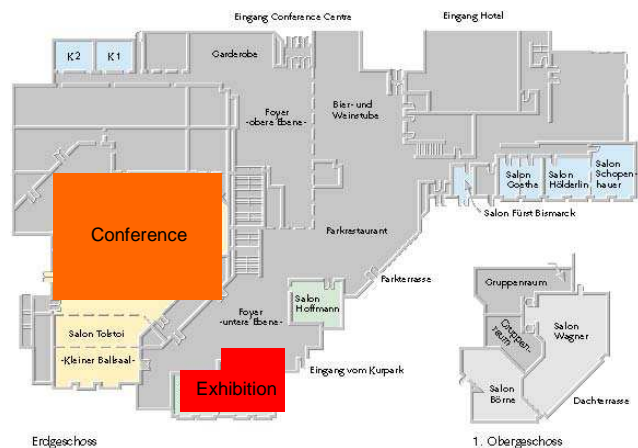 Eingang Conference Centre
Eingang Hotel
K2
K1
Garderobe
Foyer
-obere Ebene-
Bier- und
Weinstube
Salon
Goethe
Salon
Hölderlin
Salon
Schopen-
hauer
Salon Fürst Bismarck
Conference
Parkrestaurant
Parkterrasse
Gruppenraum
Salon
Hoffmann
Foyer
-untere Ebene-
Salon Tolstoi
-Kleiner Ballsaal-
Gruppen-
raum
Salon
Wagner
Eingang vom Kurpark
Exhibition
Salon
Börne
Dachterrasse
Erdgeschoss
1. Obergeschoss